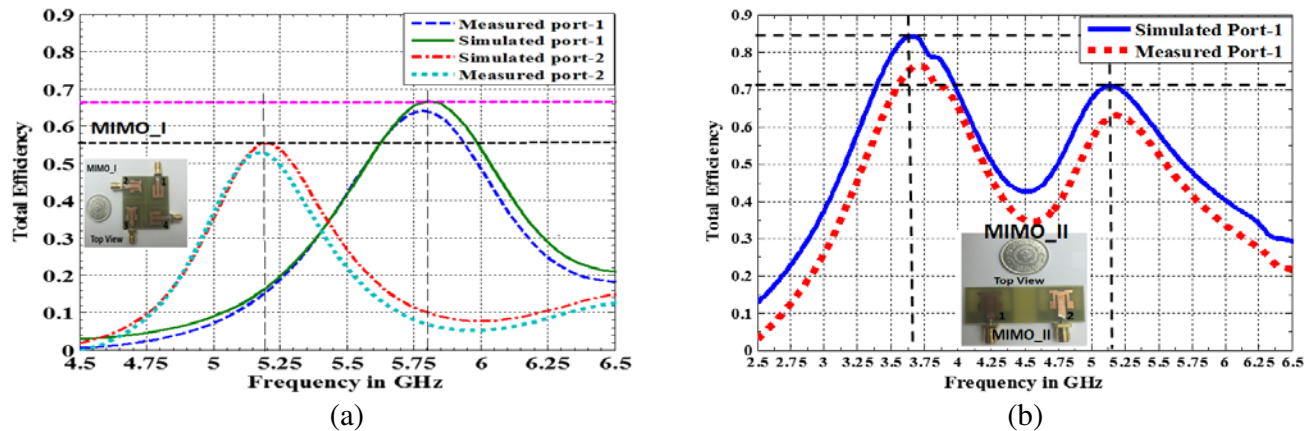 0.9
0.8
0.7
0.6
0.5
0.4
0.3
0.2
0.1
0
Total Efficiency
Measured port-1
Simulated port-1
Simulated port-2
Measured port-2
MIMO_I
MIMO_I
2
1
4
Top View
4.5 4.75 5 5.25 5.5 5.75 6 6.25 6.5
Frequency in GHz
(a)
0.9
0.8
0.7
0.6
0.5
0.4
0.3
0.2
0.1
0
Total Efficiency
Simulated Port-1
Measured Port-1
MIMO_II
Top View
1 2
MIMO_II
2.5 2.75 3 3.25 3.5 3.75 4 4.25 4.5 4.75 5 5.25 5.5 5.75 6 6.25 6.5
Frequency in GHz
(b)